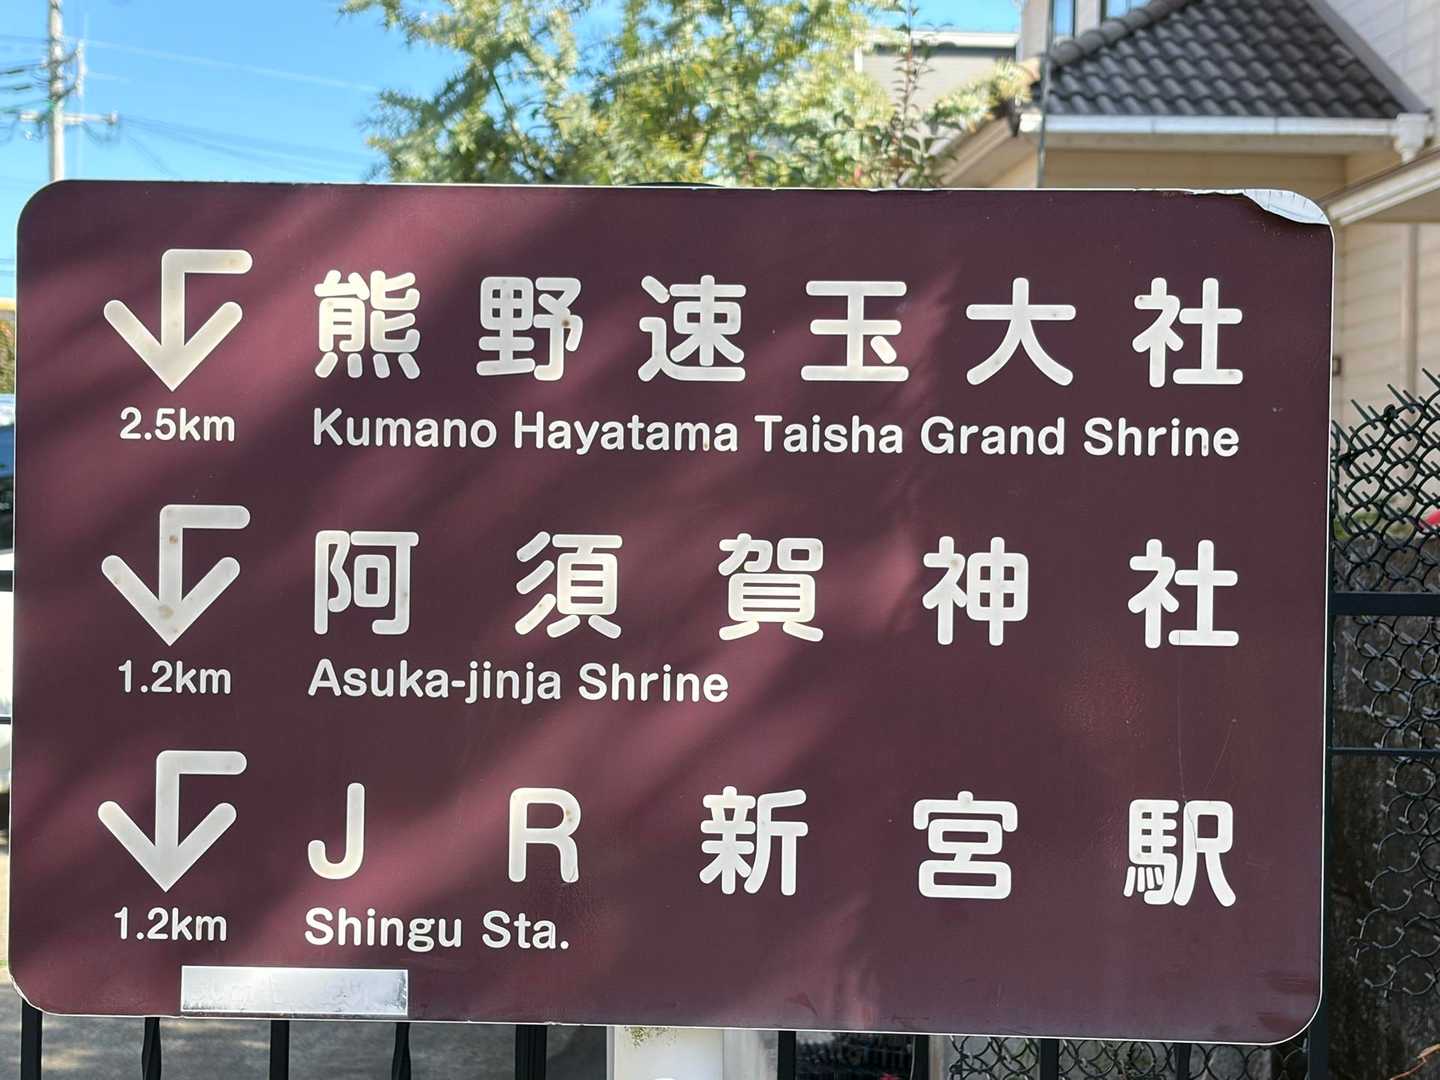 熊野速玉大社
2.5km Kumano Hayatama Taisha Grand Shrine
阿須賀神社
1.2km Asuka-jinja Shrine
JR新宮駅
1.2km Shingu Sta.